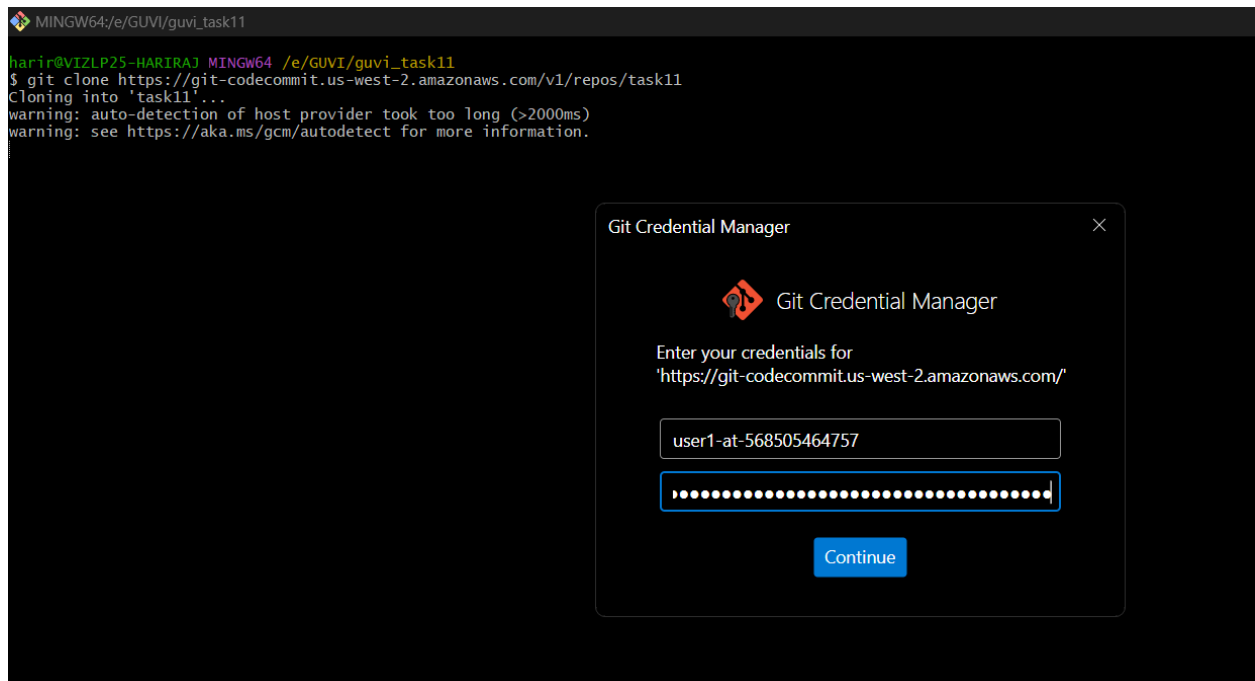 MINGW64:/e/GUVI/guvi_task11
harir@VIZLP25-HARIRAJ MINGW64 /e/GUVI/guvi_task11
$ git clone https://git-codecommit.us-west-2.amazonaws.com/v1/repos/task11
Cloning into 'task11'...
warning: auto-detection of host provider took too long (>2000ms)
warning: see https://aka.ms/gcm/autodetect for more information.
Git Credential Manager
Git Credential Manager
Enter your credentials for
'https://git-codecommit.us-west-2.amazonaws.com/'
user1-at-568505464757
Continue